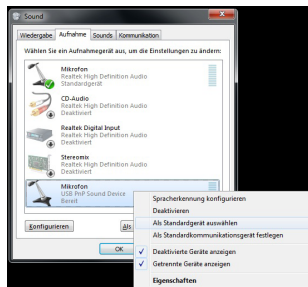 Sound
Wiedergabe Aufnahme Sounds Kommunikation
Wählen Sie ein Aufnahmegerät aus, um die Einstellungen zu ändern:
Mikrofon
Realtek High Definition Audio
Standardgerät
CD-Audio
Realtek High Definition Audio
Deaktiviert
Realtek Digital Input
Realtek High Definition Audio
Deaktiviert
Stereomix
Realtek High Definition Audio
Deaktiviert
Mikrofon
USB PnP Sound Device
Bereit
Spracherkennung konfigurieren
Deaktivieren
Als Standardgerät auswählen
Als Standardkommunikationsgerät festlegen
Deaktivierte Geräte anzeigen
Getrennte Geräte anzeigen
Eigenschaften
Konfigurieren
Als
OK